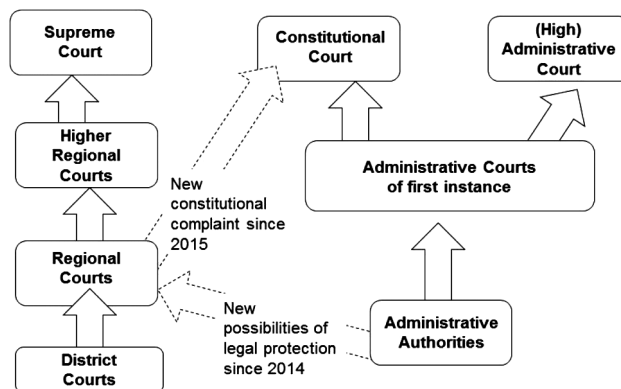 Supreme
Court
Constitutional
Court
(High)
Administrative
Court
Higher
Regional
Courts
Administrative Courts
of first instance
New
constitutional
complaint since
2015
Regional
Courts
New
possibilities of
legal protection
since 2014
Administrative
Authorities
District
Courts